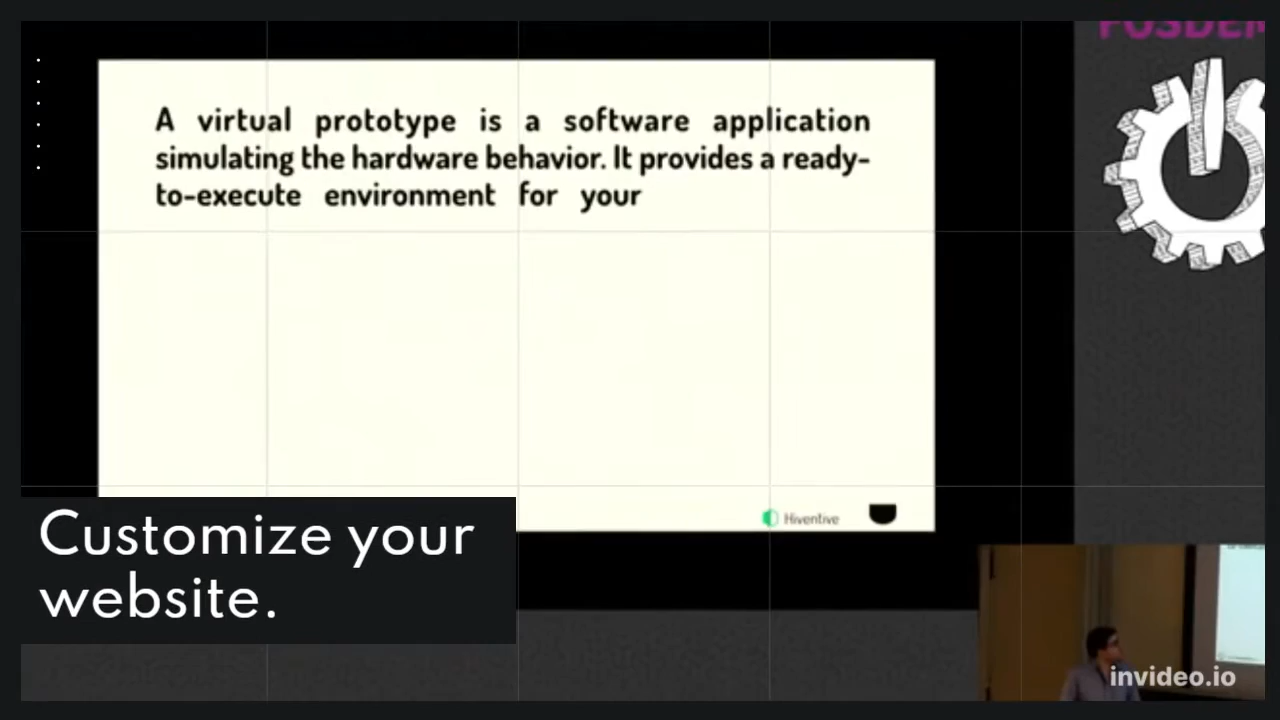 FOSDEM
A virtual prototype is a software application
simulating the hardware behavior. It provides a ready-
to-execute environment for your
Hiventive
Customize your
website.
invideo.io